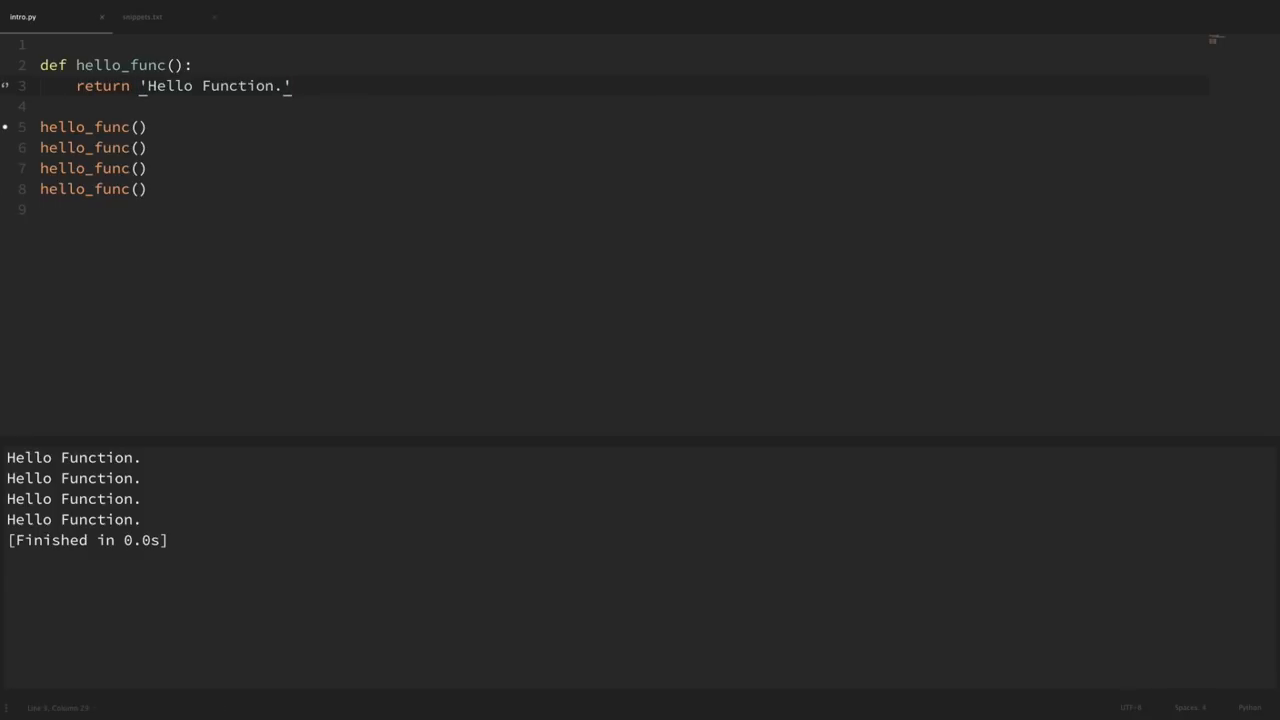 intro.py × snippets.txt ×
1
2 def hello_func():
3 return 'Hello Function.'
4
5 hello_func()
6 hello_func()
7 hello_func()
8 hello_func()
9
Hello Function.
Hello Function.
Hello Function.
Hello Function.
[Finished in 0.0s]
Line 3, Column 29 UTF-8 Spaces: 4 Python